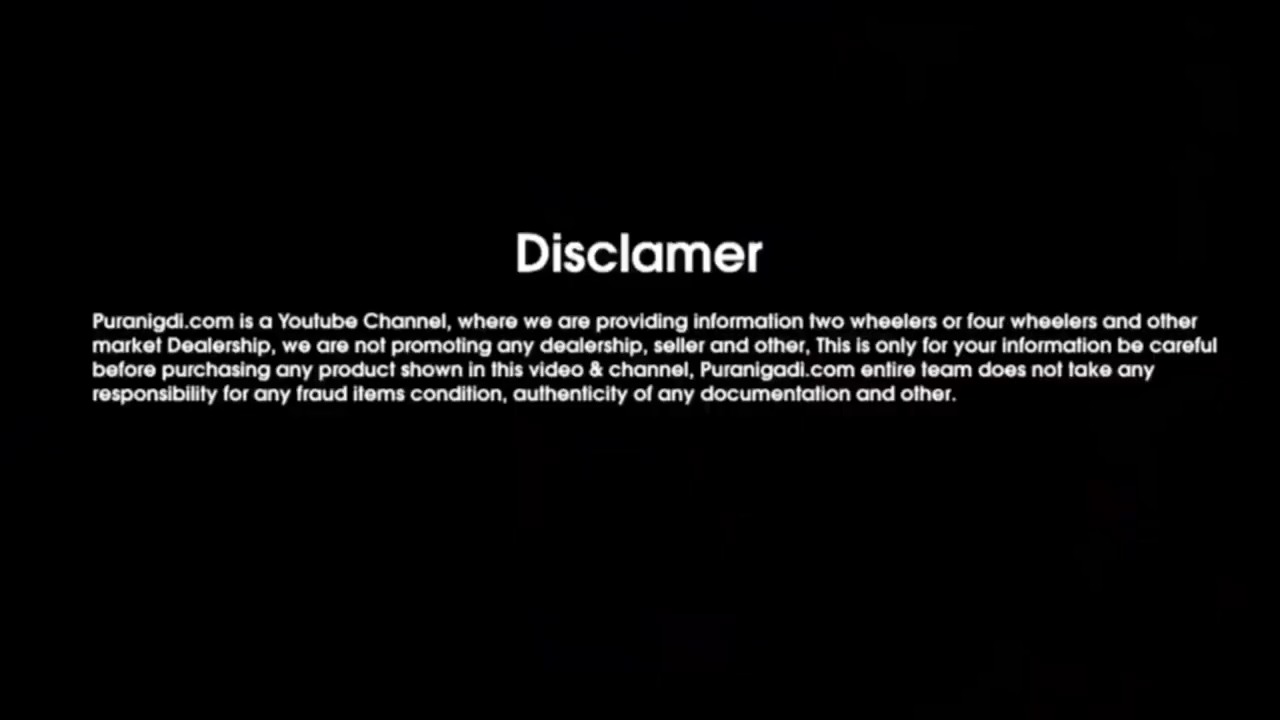 Disclamer
Puranigdi.com is a Youtube Channel, where we are providing information two wheelers or four wheelers and other
market Dealership, we are not promoting any dealership, seller and other, This is only for your information be careful
before purchasing any product shown in this video & channel, Puranigadi.com entire team does not take any
responsibility for any fraud items condition, authenticity of any documentation and other.